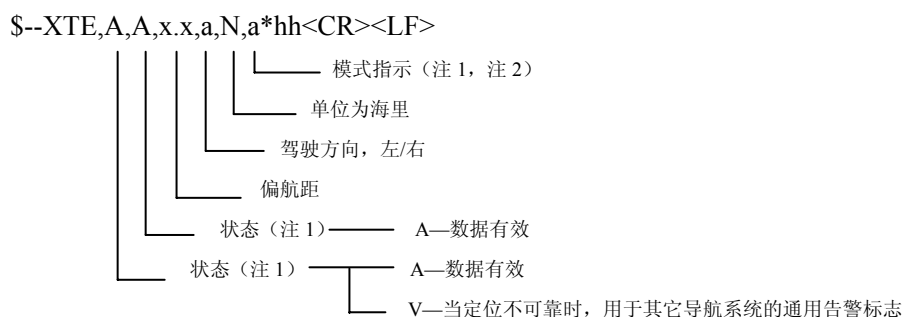 $--XTE,A,A,x.x,a,N,a*hh<CR><LF>
模式指示（注 1，注 2）
单位为海里
驾驶方向，左/右
偏航距
状态（注 1） A—数据有效
状态（注 1） A—数据有效
V—当定位不可靠时，用于其它导航系统的通用告警标志